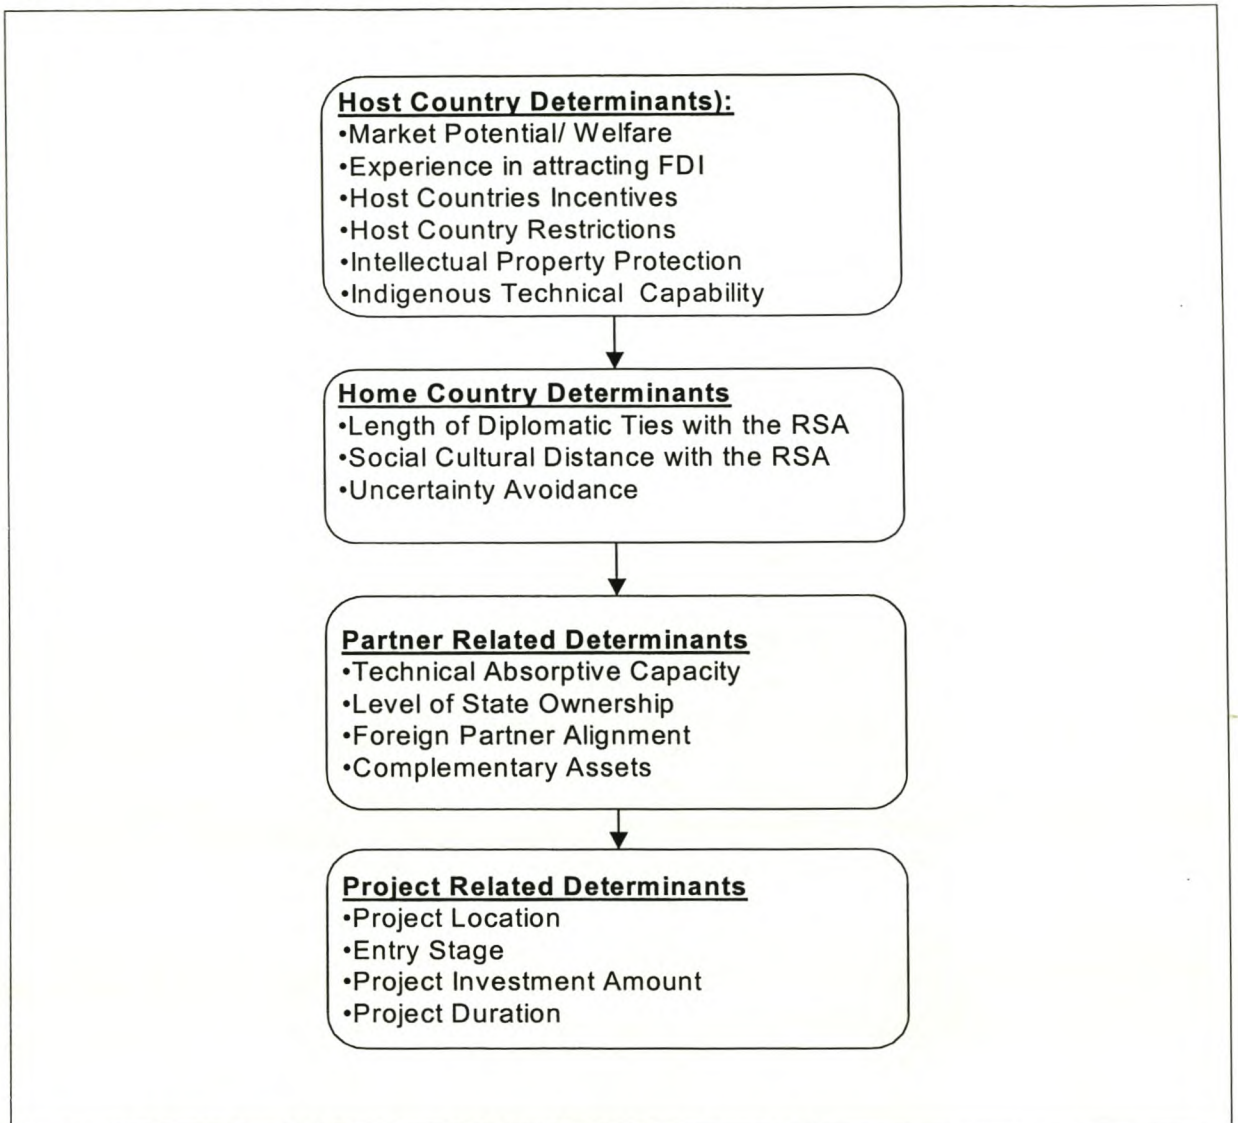 Host Country Determinants):
•Market Potential/ Welfare
•Experience in attracting FDI
•Host Countries Incentives
•Host Country Restrictions
•Intellectual Property Protection
•Indigenous Technical Capability
Home Country Determinants
•Length of Diplomatic Ties with the RSA
•Social Cultural Distance with the RSA
•Uncertainty Avoidance
Partner Related Determinants
•Technical Absorptive Capacity
•Level of State Ownership
•Foreign Partner Alignment
•Complementary Assets
Project Related Determinants
•Project Location
•Entry Stage
•Project Investment Amount
•Project Duration